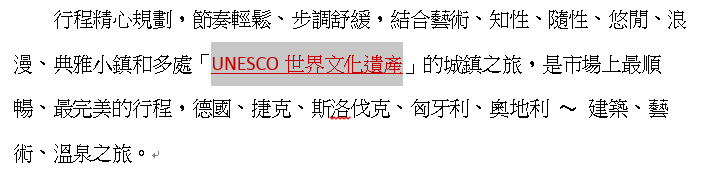 行程精心規劃，節奏輕鬆、步調舒緩，結合藝術、知性、隨性、悠閒、浪
漫、典雅小鎮和多處「UNESCO 世界文化遺產」的城鎮之旅，是市場上最順
暢、最完美的行程，德國、捷克、斯洛伐克、匈牙利、奧地利 ～ 建築、藝
術、溫泉之旅。